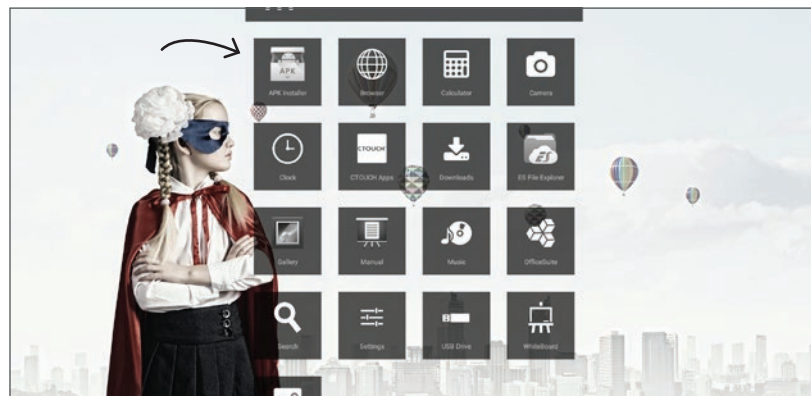 APK
APK Installer
Browser
Calculator
Camera
Clock
CTOUCH
CTOUCH Apps
Downloads
ES
ES File Explorer
Gallery
Manual
Music
OfficeSuite
Search
Settings
USB Drive
WhiteBoard